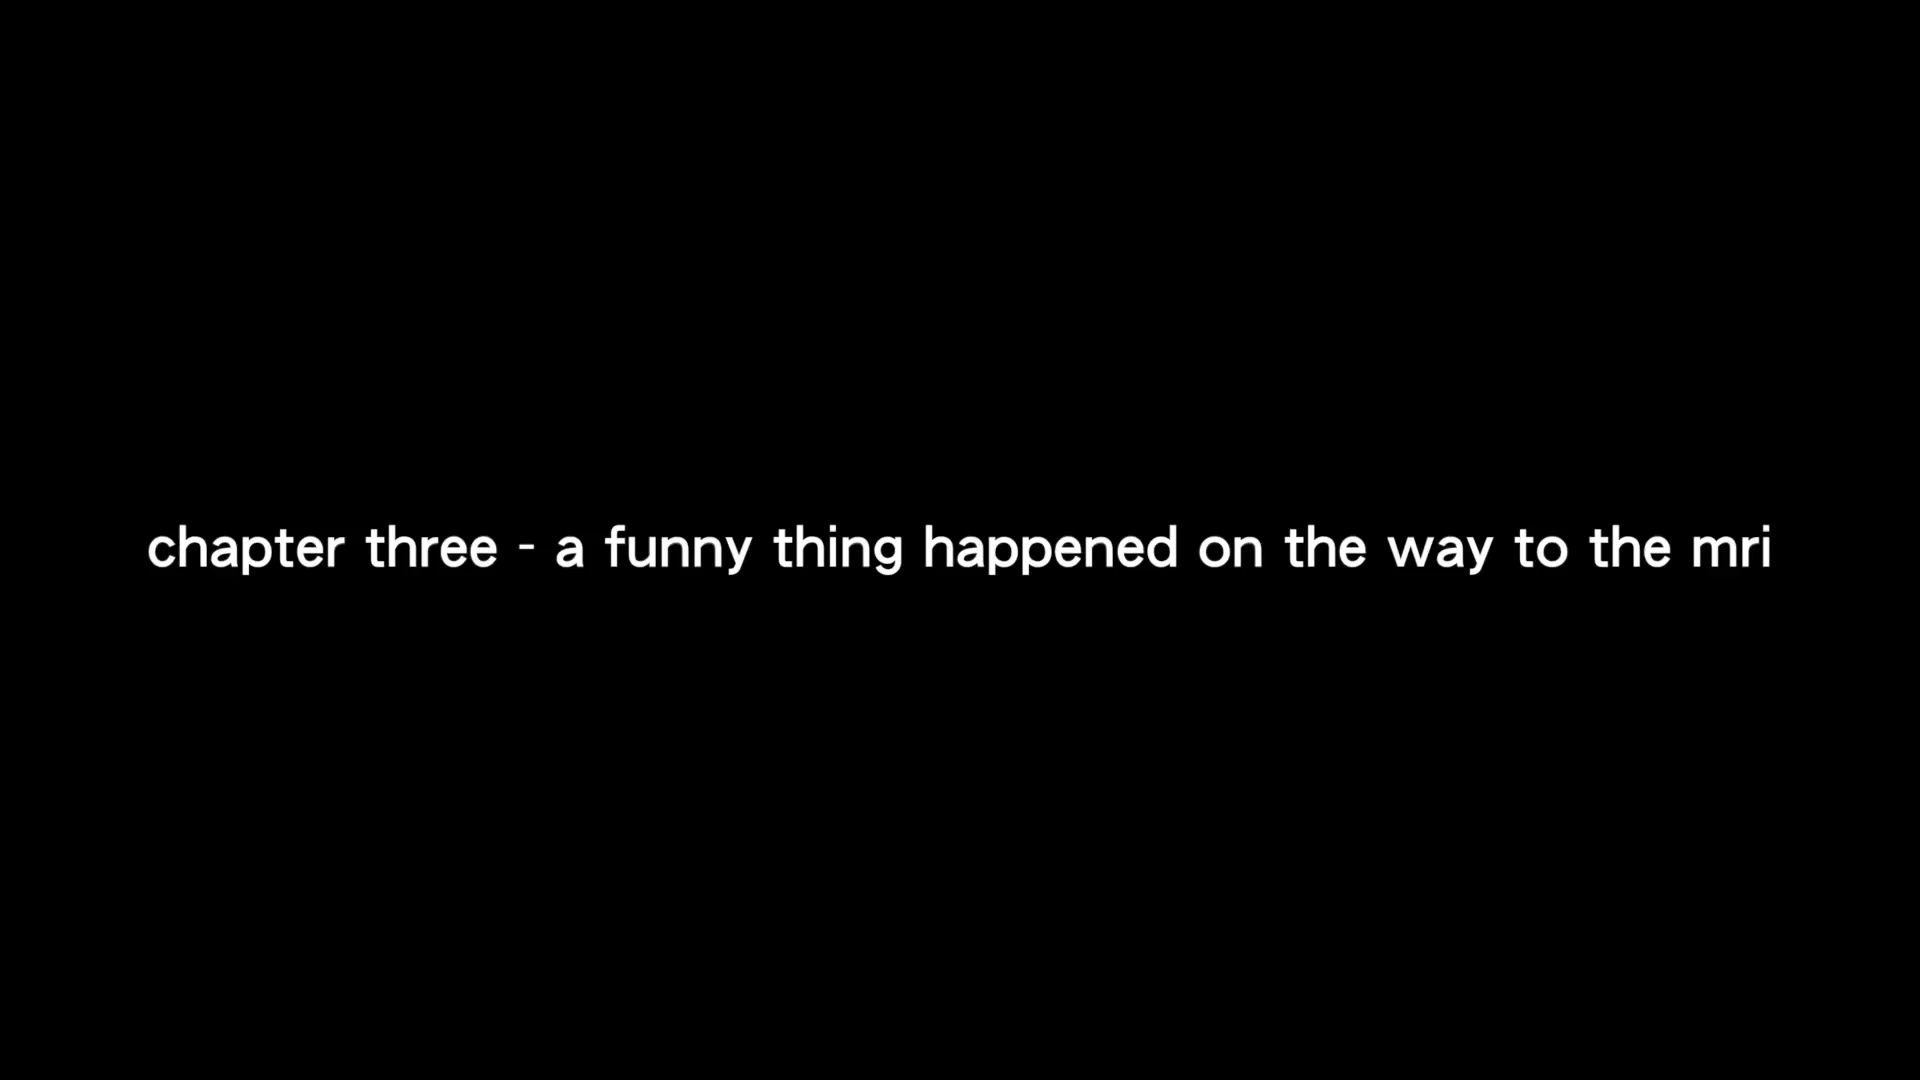 chapter three - a funny thing happened on the way to the mri